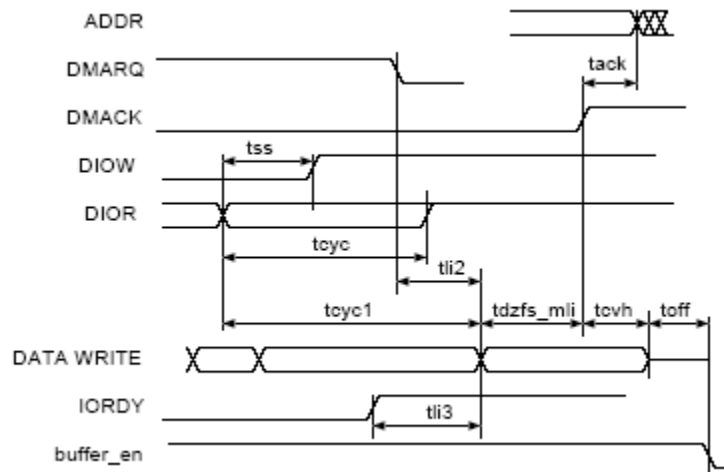 ADDR
DMARQ
tack
DMACK
tss
DIOW
DIOR
tcyc
tli2
tcyc1 tdzfs_mli tcvh toff
DATA WRITE
IORDY
tli3
buffer_en